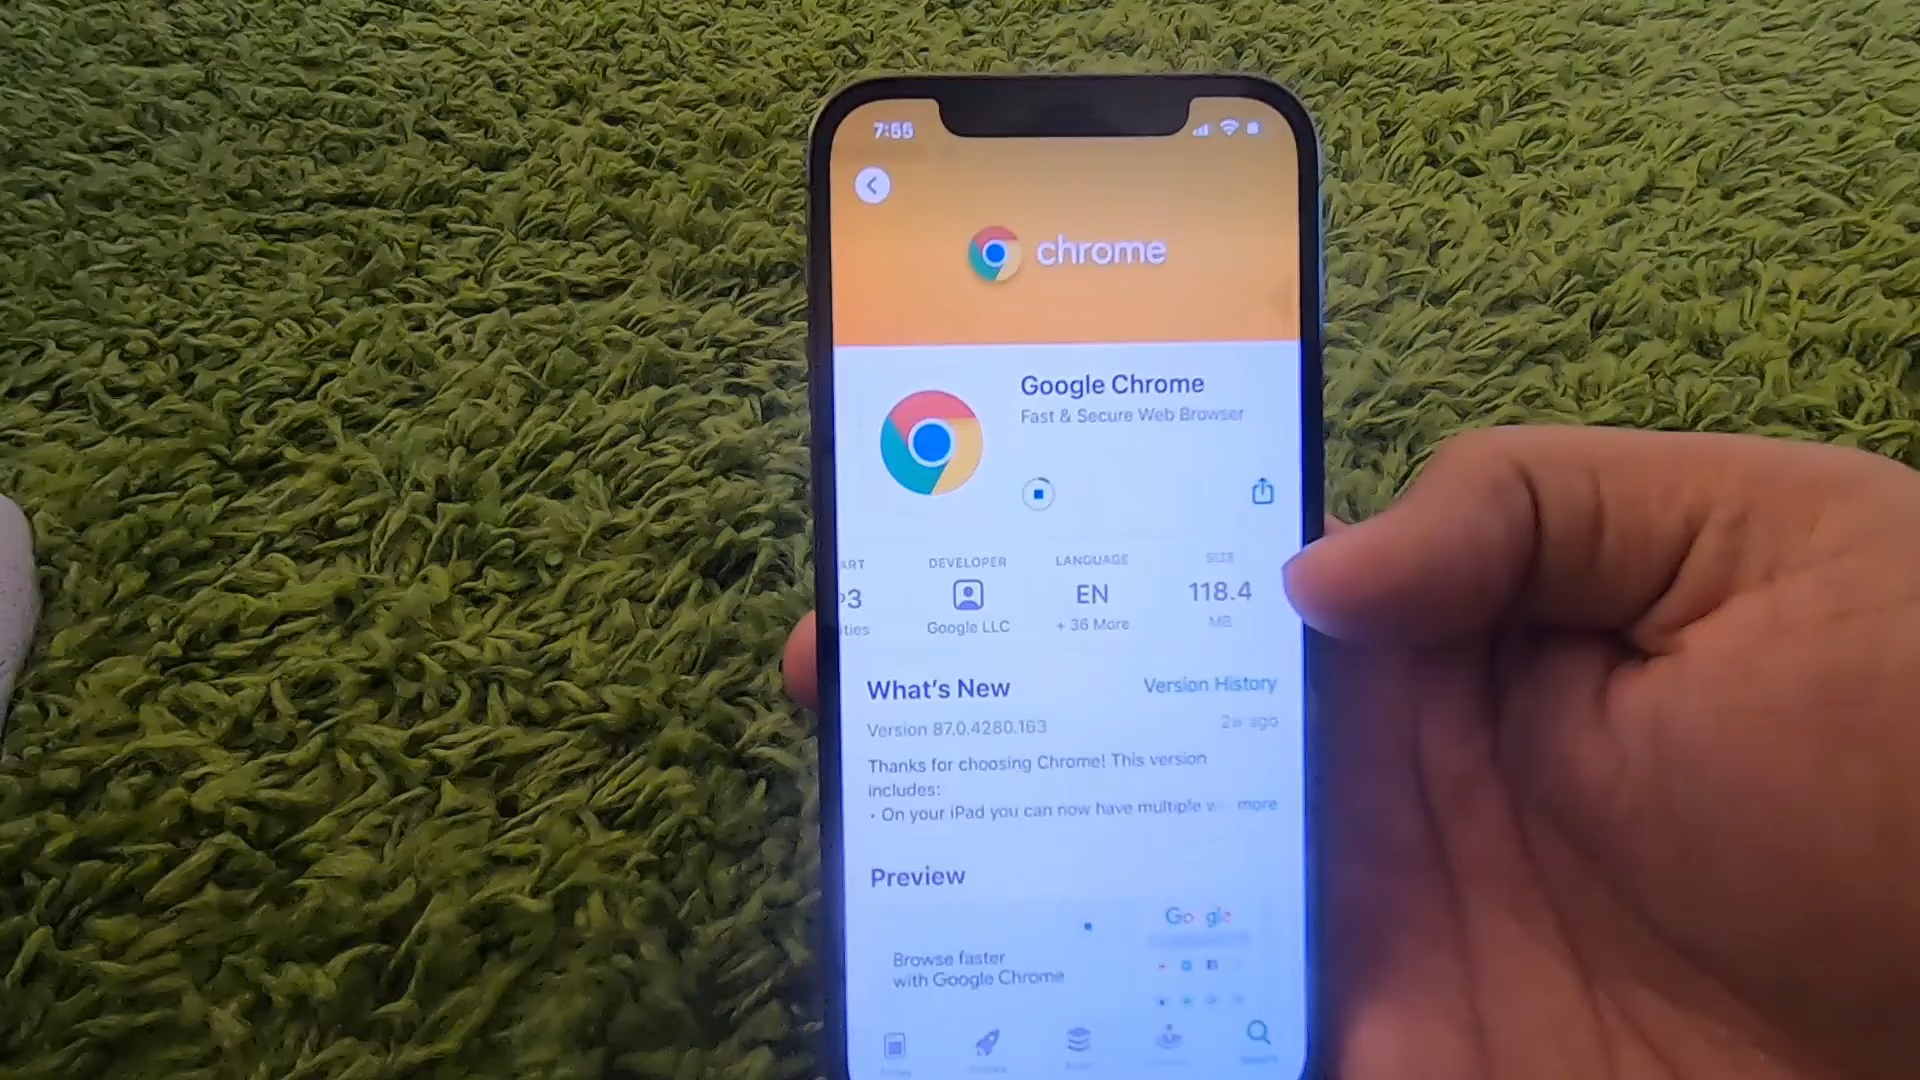 7:55
chrome
Google Chrome
Fast & Secure Web Browser
ART
DEVELOPER
LANGUAGE
SIZE
3
EN
118.4
ties
Google LLC
+ 36 More
MB
What's New
Version History
Version 87.0.4280.163
2w ago
Thanks for choosing Chrome! This version
includes:
• On your iPad you can now have multiple
more
Preview
Google
Browse faster
with Google Chrome